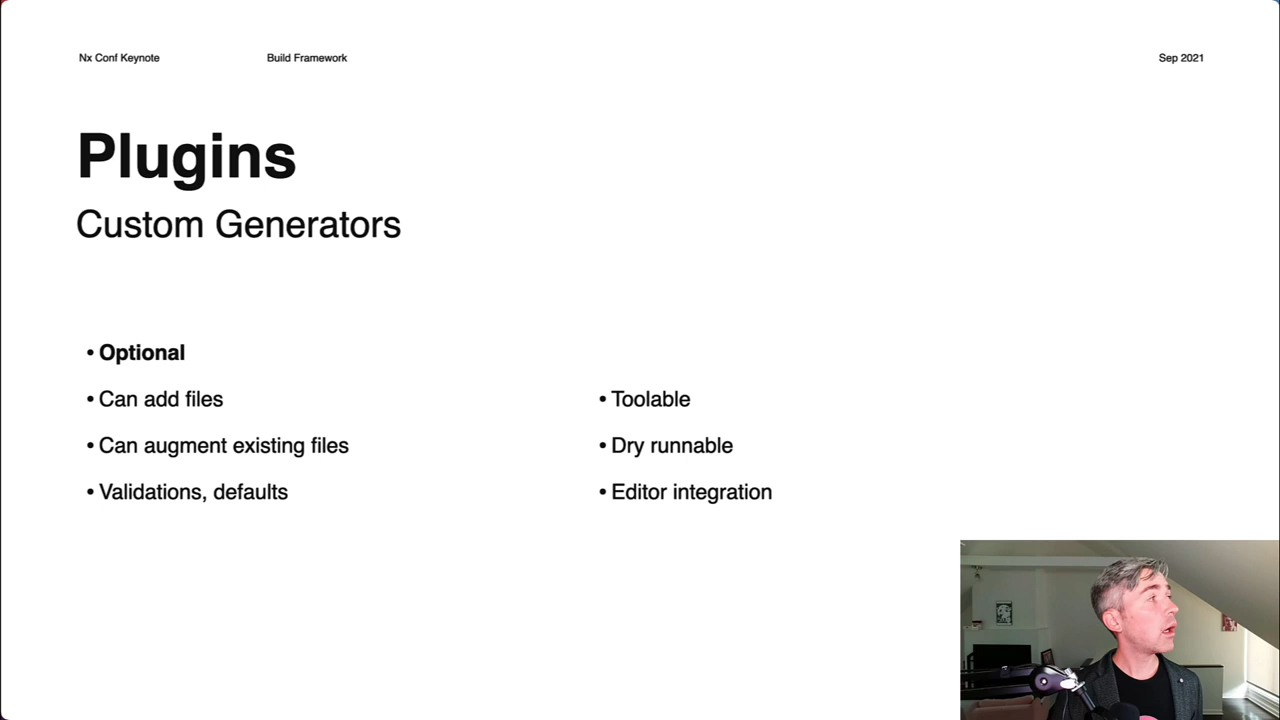 Nx Conf Keynote
Build Framework
Sep 2021
Plugins
Custom Generators
• Optional
• Can add files
• Can augment existing files
• Validations, defaults
• Toolable
• Dry runnable
• Editor integration